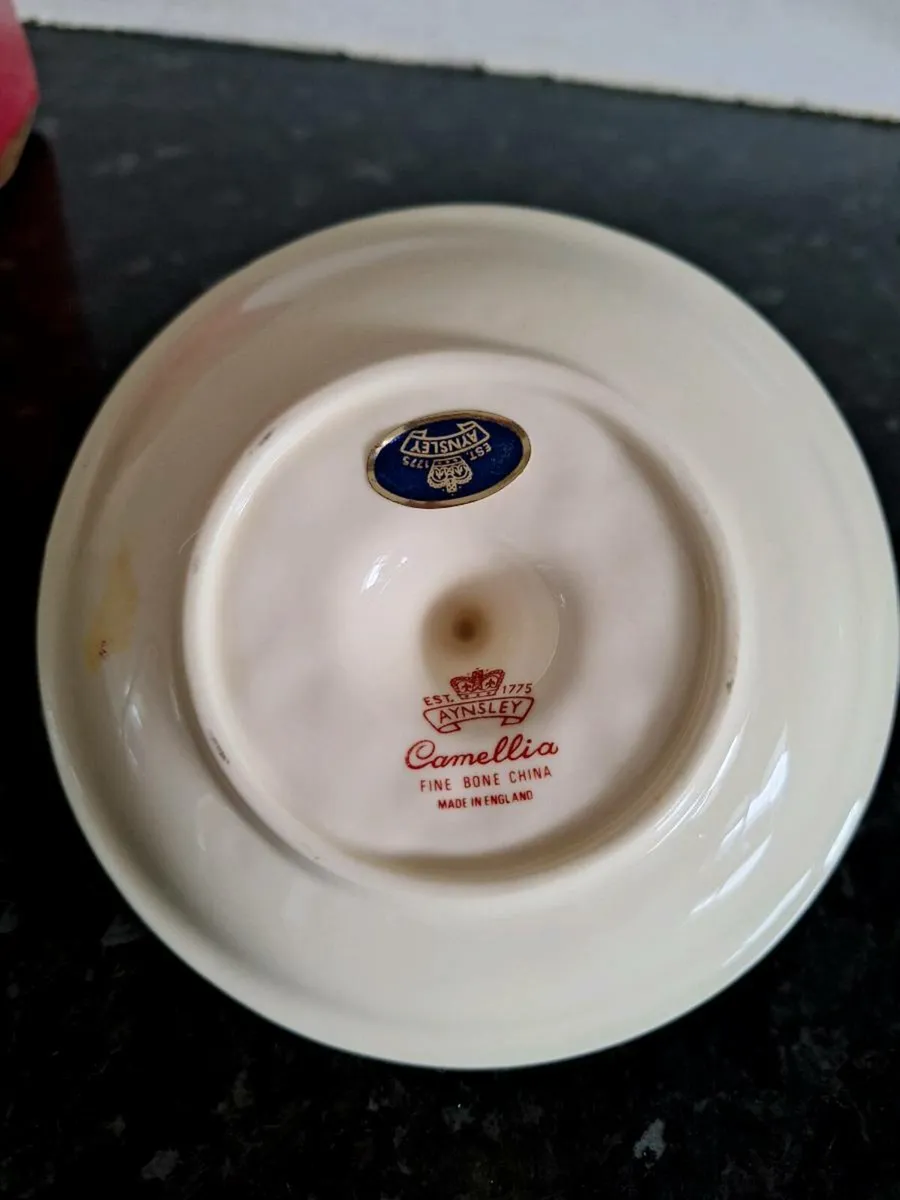 AYNSLEY
EST. 1775
EST. 1775
AYNSLEY
Camellia
FINE BONE CHINA
MADE IN ENGLAND